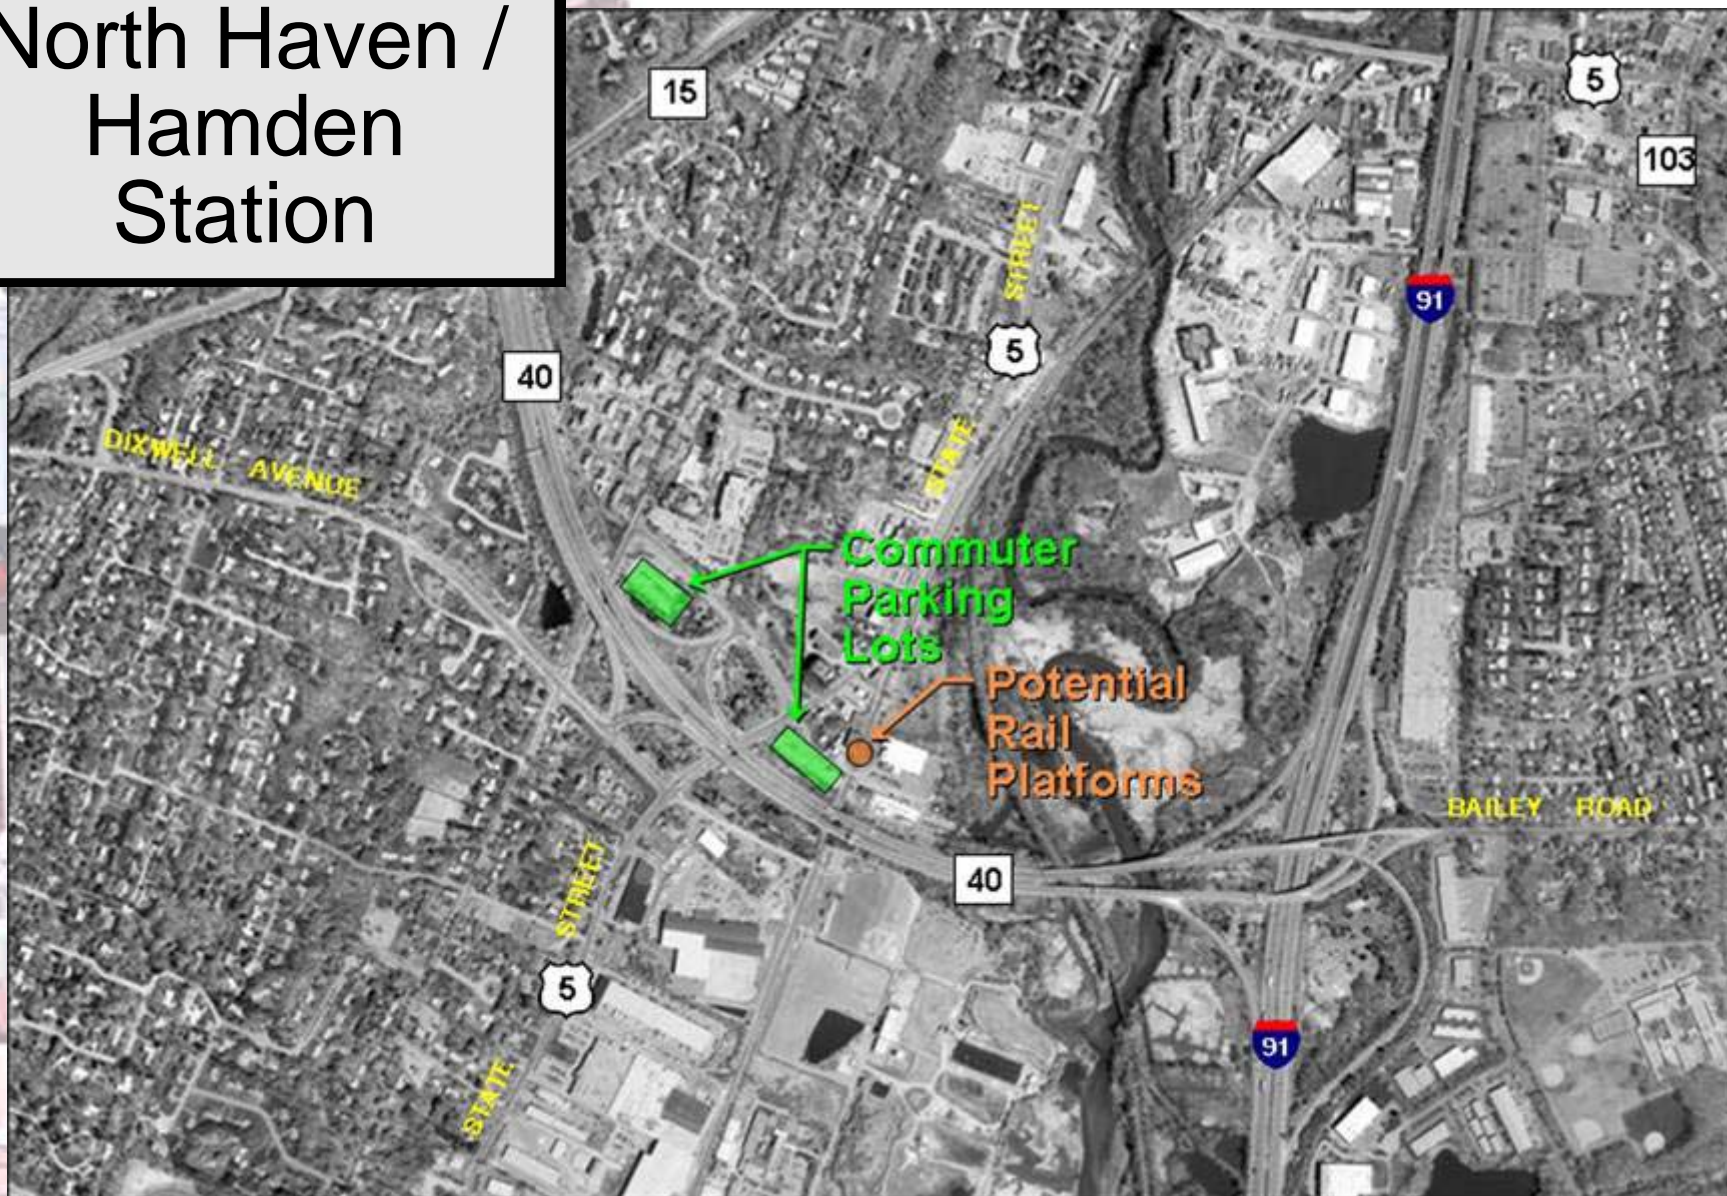 North Haven /
Hamden
Station
15
5
103
STREET
91
5
40
STATE
DIXWELL AVENUE
Commuter
Parking
Lots
Potential
Rail
Platforms
BAILEY ROAD
STREET
40
5
91
STATE